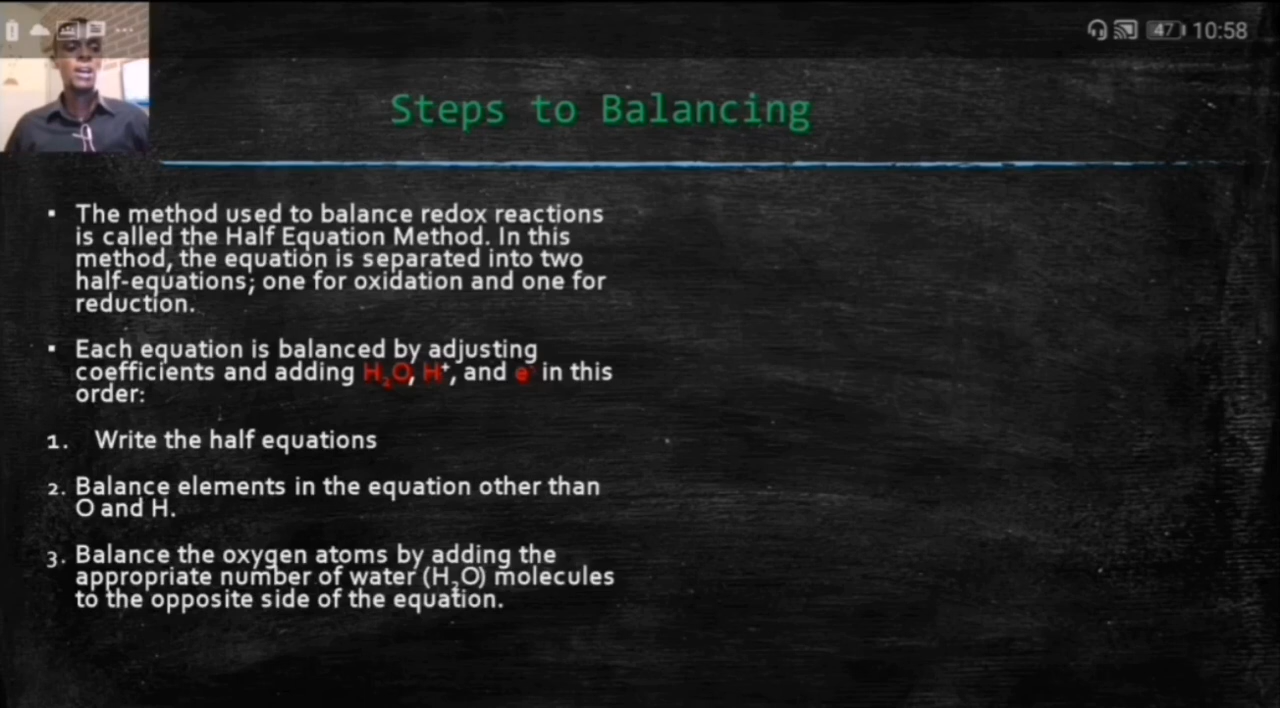 47 10:58
Steps to Balancing
▪ The method used to balance redox reactions
is called the Half Equation Method. In this
method, the equation is separated into two
half-equations; one for oxidation and one for
reduction.
▪ Each equation is balanced by adjusting
coefficients and adding H₂O, H⁺, and e⁻ in this
order:
1. Write the half equations
2. Balance elements in the equation other than
O and H.
3. Balance the oxygen atoms by adding the
appropriate number of water (H₂O) molecules
to the opposite side of the equation.